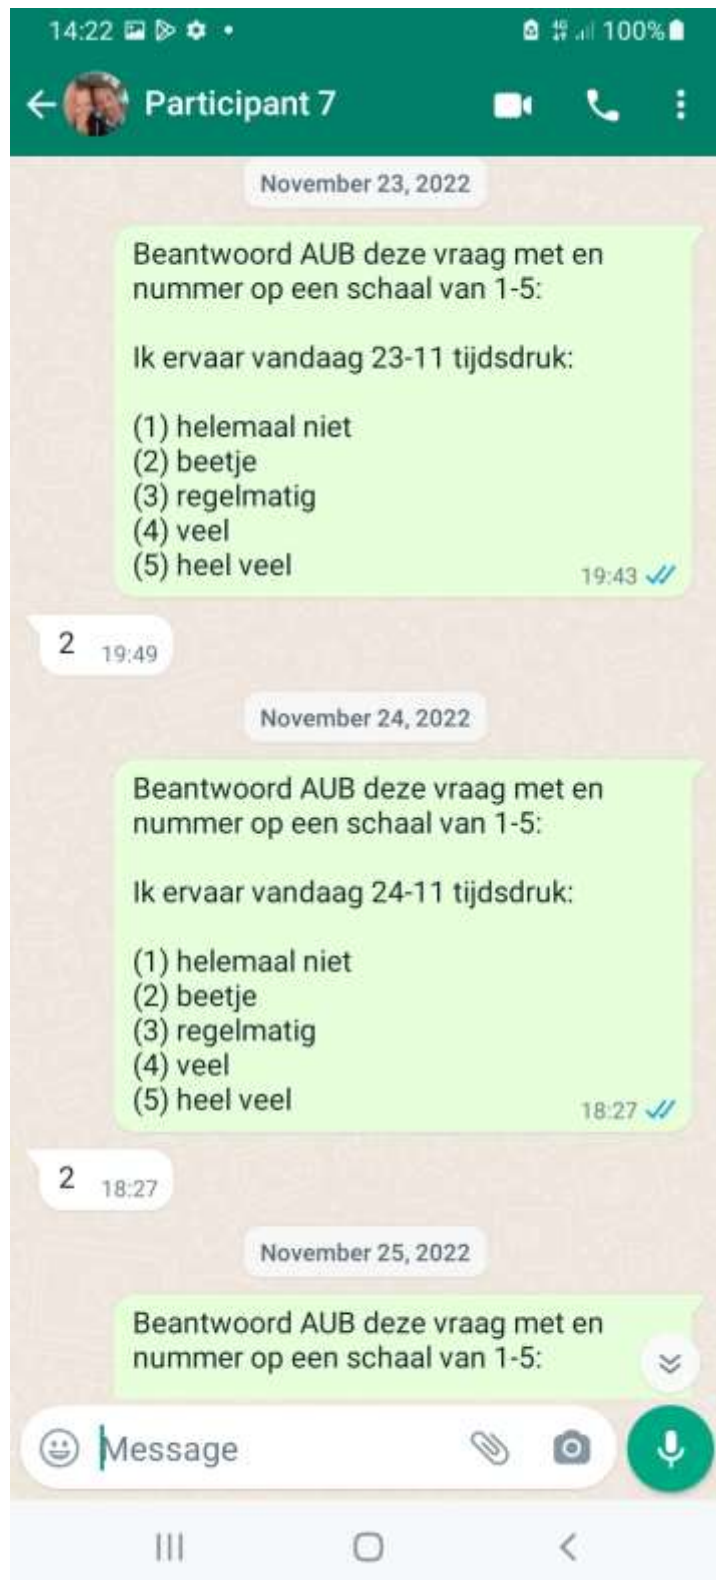 14:22 100%
Participant 7
November 23, 2022
Beantwoord AUB deze vraag met en
nummer op een schaal van 1-5:
Ik ervaar vandaag 23-11 tijdsdruk:
(1) helemaal niet
(2) beetje
(3) regelmatig
(4) veel
(5) heel veel
19:43
2 19:49
November 24, 2022
Beantwoord AUB deze vraag met en
nummer op een schaal van 1-5:
Ik ervaar vandaag 24-11 tijdsdruk:
(1) helemaal niet
(2) beetje
(3) regelmatig
(4) veel
(5) heel veel
18:27
2 18:27
November 25, 2022
Beantwoord AUB deze vraag met en
nummer op een schaal van 1-5:
Message